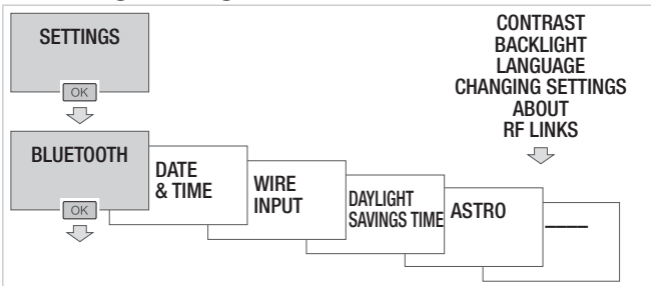 SETTINGS
OK
CONTRAST
BACKLIGHT
LANGUAGE
CHANGING SETTINGS
ABOUT
RF LINKS
BLUETOOTH
OK
DATE
& TIME
WIRE
INPUT
DAYLIGHT
SAVINGS TIME
ASTRO